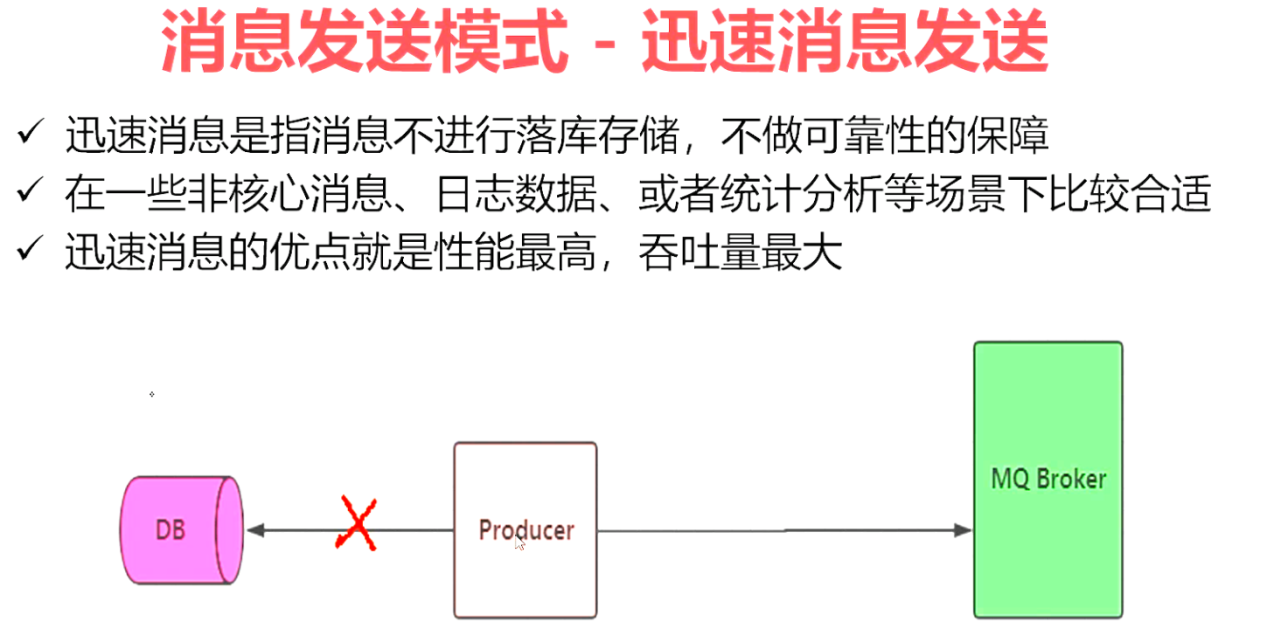 消息发送模式 - 迅速消息发送
✓ 迅速消息是指消息不进行落库存储，不做可靠性的保障
✓ 在一些非核心消息、日志数据、或者统计分析等场景下比较合适
✓ 迅速消息的优点就是性能最高，吞吐量最大
MQ Broker
DB
Producer